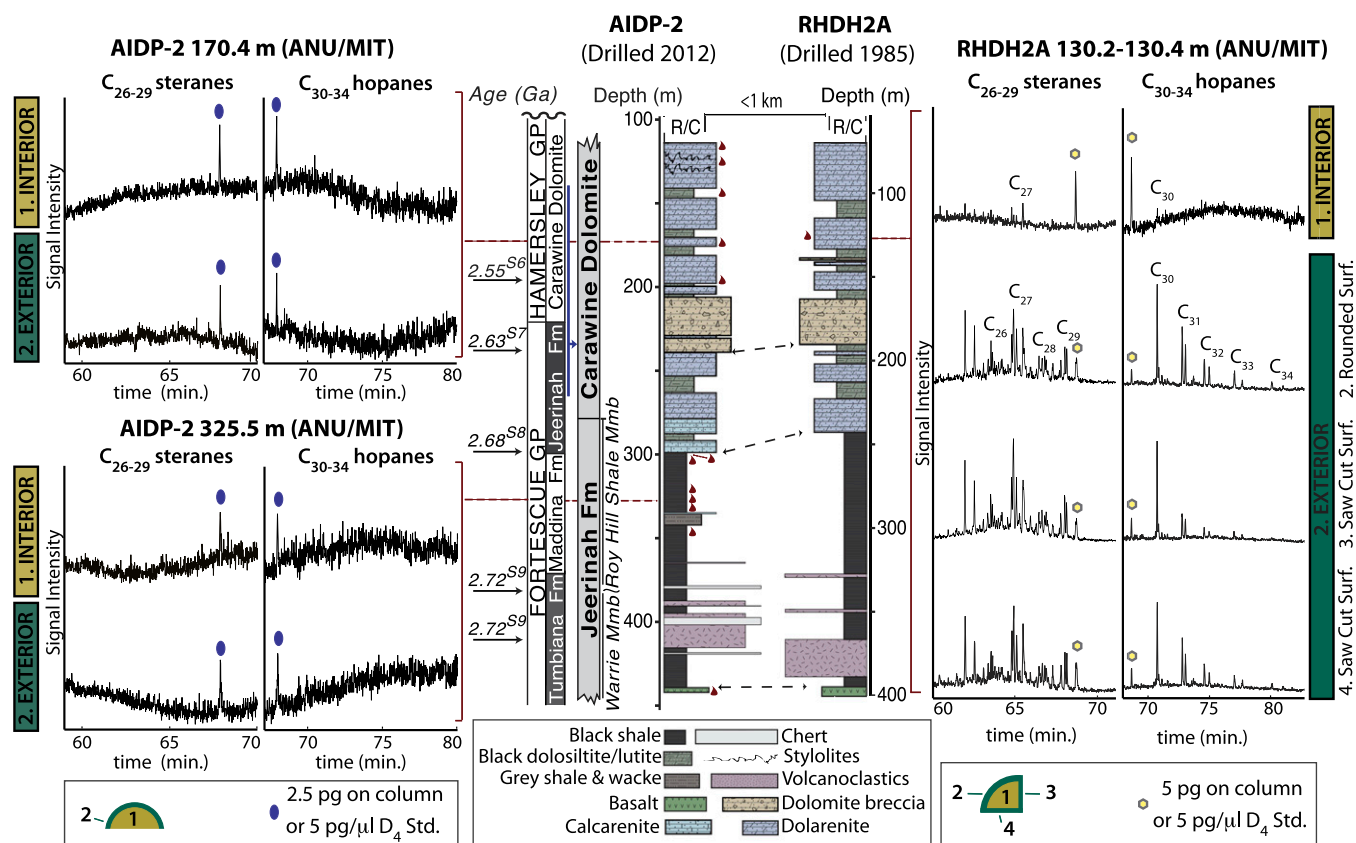 AIDP-2 170.4 m (ANU/MIT)
C26-29 steranes
C30-34 hopanes
1. INTERIOR
2. EXTERIOR
Signal Intensity
60 65 70
70 75 80
time (min.)
time (min.)
AIDP-2 325.5 m (ANU/MIT)
C26-29 steranes
C30-34 hopanes
1. INTERIOR
2. EXTERIOR
Signal Intensity
60 65 70
70 75 80
time (min.)
time (min.)
2
1
2.5 pg on column
or 5 pg/μl D4 Std.
AIDP-2
(Drilled 2012)
RHDH2A
(Drilled 1985)
Age (Ga)
Depth (m)
<1 km
Depth (m)
R/C
R/C
100
200
300
400
100
200
300
400
2.55S6
2.63S7
2.68S8
2.72S9
2.72S9
HAMERSLEY GP
FORTESCUE GP
Carawine Dolomite
Jeerinah Fm
Maddina Fm
Tumbiana Fm
Carawine Dolomite
Jeerinah Fm
Roy Hill Shale Mmb
Warrie Mmb
Black shale
Chert
Black dolosiltite/lutite
Stylolites
Grey shale & wacke
Volcanoclastics
Basalt
Dolomite breccia
Calcarenite
Dolarenite
RHDH2A 130.2-130.4 m (ANU/MIT)
C26-29 steranes
C30-34 hopanes
C27
C30
C26
C27
C28
C29
C30
C31
C32
C33
C34
Signal Intensity
1. INTERIOR
2. EXTERIOR
2. Rounded Surf.
3. Saw Cut Surf.
4. Saw Cut Surf.
65 70
70 75 80
time (min.)
time (min.)
2
1
3
4
5 pg on column
or 5 pg/μl D4 Std.